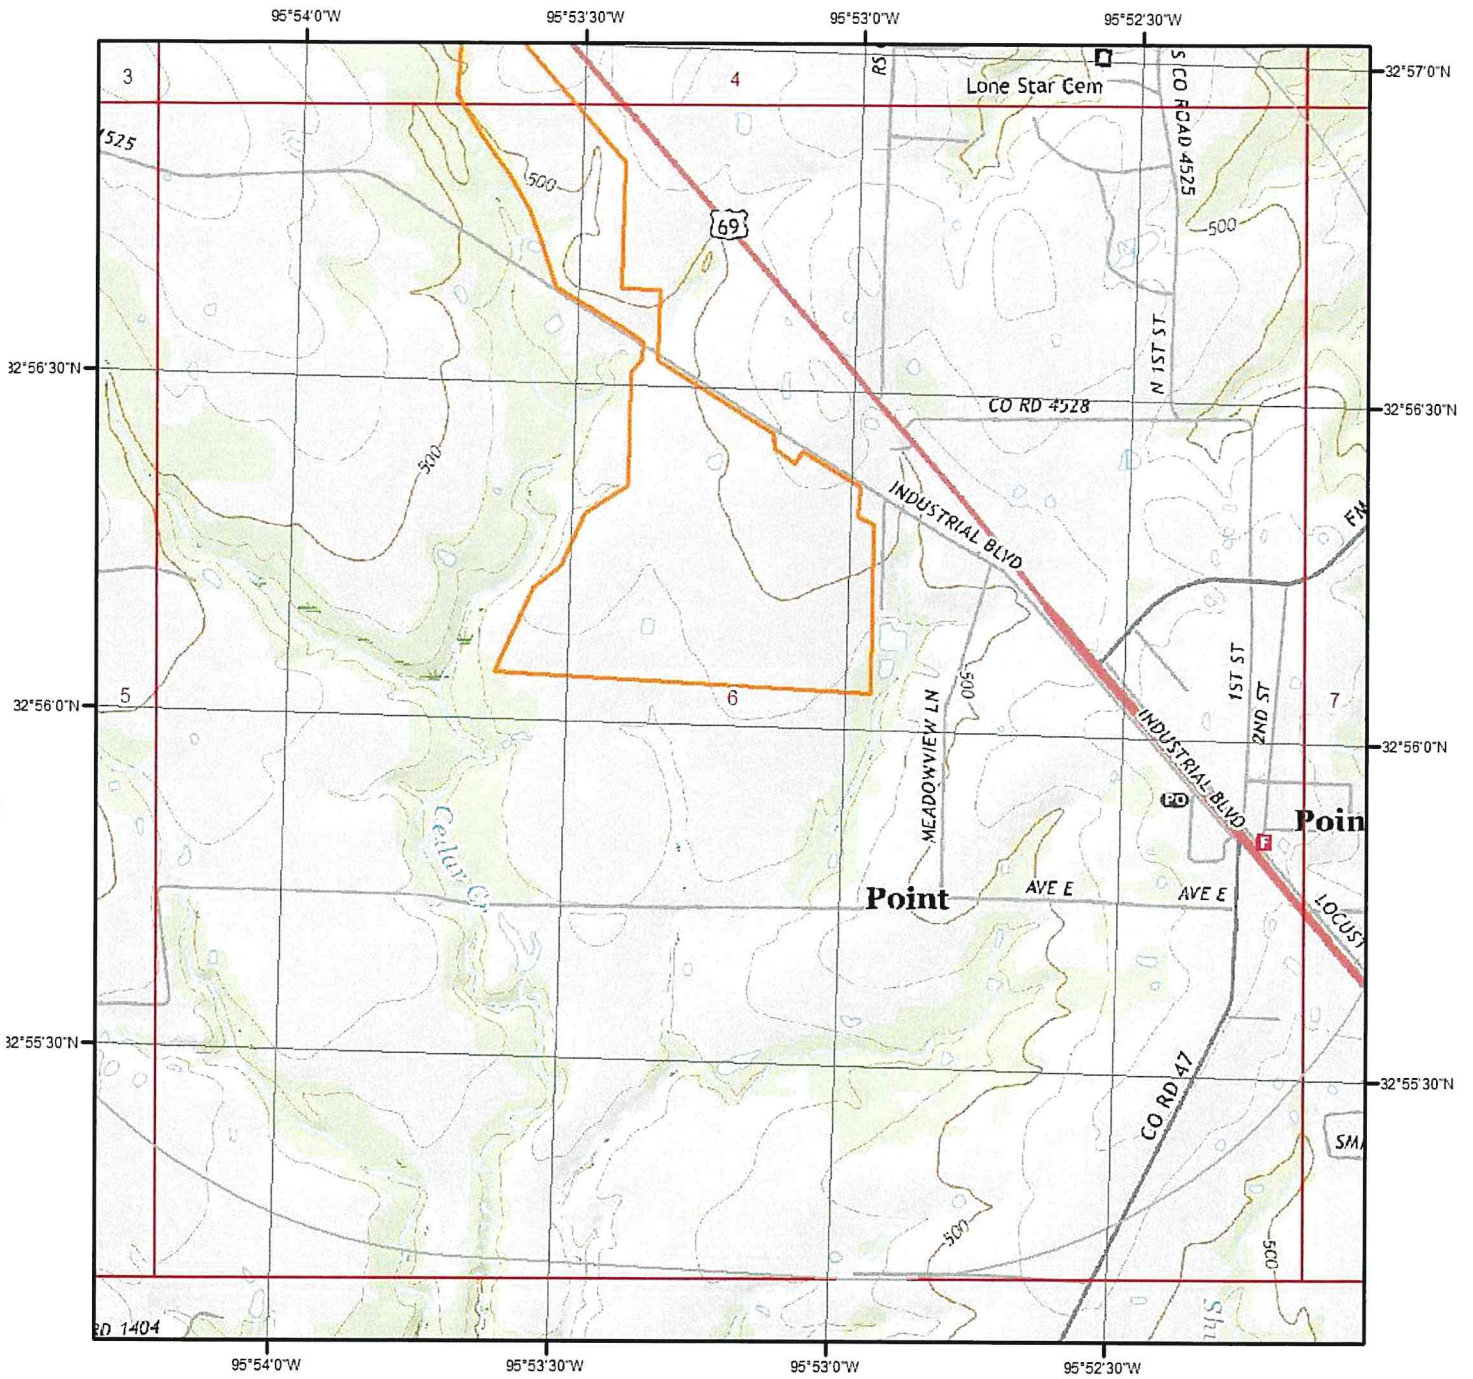 95°54'0"W
95°53'30"W
95°53'0"W
95°52'30"W
3
4
RS
Lone Star Cem
S CO ROAD 4525
32°57'0"N
4525
500
69
500
N 1ST ST
32°56'30"N
CO RD 4528
32°56'30"N
500
INDUSTRIAL BLVD
FM
5
6
7
500
MEADOWVIEW LN
1ST ST
2ND ST
32°56'0"N
INDUSTRIAL BLVD
32°56'0"N
PO
F
Poin
Cedar Cr
Point
AVE E
AVE E
LOCUST
32°55'30"N
CO RD 47
32°55'30"N
SM
500
500
Shu
RD 1404
95°54'0"W
95°53'30"W
95°53'0"W
95°52'30"W